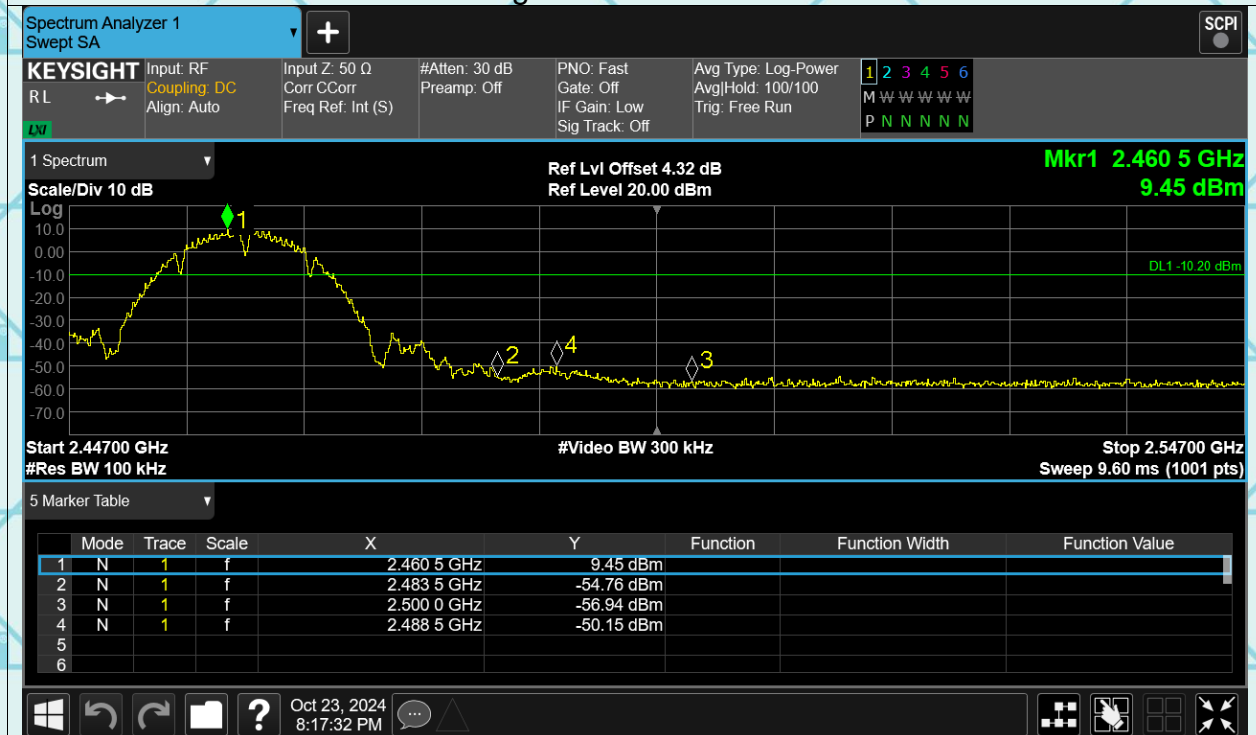 Spectrum Analyzer 1
Swept SA
+
SCPI
KEYSIGHT Input: RF Input Z: 50 Ω #Atten: 30 dB PNO: Fast Avg Type: Log-Power 1 2 3 4 5 6
RL Coupling: DC Corr CCorr Preamp: Off Gate: Off Avg|Hold: 100/100 M W W W W W
Align: Auto Freq Ref: Int (S) IF Gain: Low Trig: Free Run P N N N N N
LXI Sig Track: Off
1 Spectrum Ref Lvl Offset 4.32 dB Mkr1 2.460 5 GHz
Scale/Div 10 dB Ref Level 20.00 dBm 9.45 dBm
Log
1
10.0
0.00
-10.0 DL1 -10.20 dBm
-20.0
-30.0
-40.0
2 4 3
-50.0
-60.0
-70.0
Start 2.44700 GHz #Video BW 300 kHz Stop 2.54700 GHz
#Res BW 100 kHz Sweep 9.60 ms (1001 pts)
5 Marker Table
Mode Trace Scale X Y Function Function Width Function Value
1 N 1 f 2.460 5 GHz 9.45 dBm
2 N 1 f 2.483 5 GHz -54.76 dBm
3 N 1 f 2.500 0 GHz -56.94 dBm
4 N 1 f 2.488 5 GHz -50.15 dBm
5
6
? Oct 23, 2024
8:17:32 PM